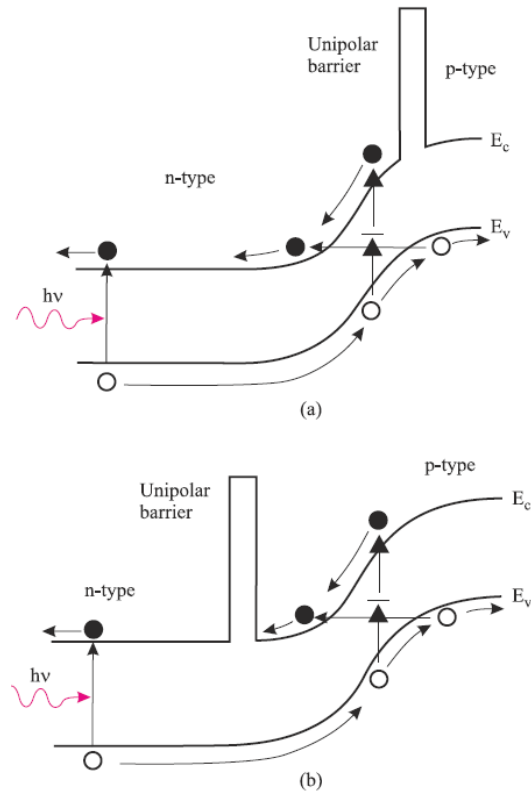 Unipolar
barrier
p-type
n-type
E_c
E_v
hν
(a)
p-type
Unipolar
barrier
E_c
n-type
E_v
hν
(b)